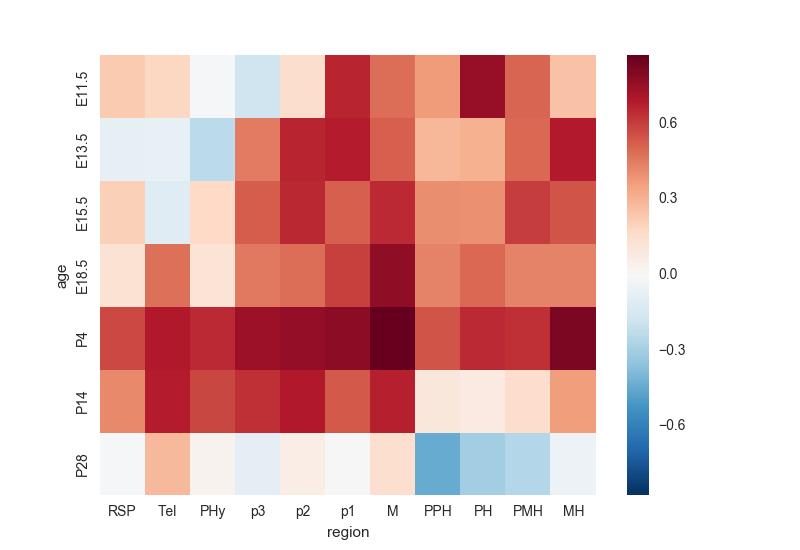 age
E11.5
E13.5
E15.5
E18.5
P4
P14
P28
RSP Tel PHy p3 p2 p1 M PPH PH PMH MH
region
0.6
0.3
0.0
−0.3
−0.6